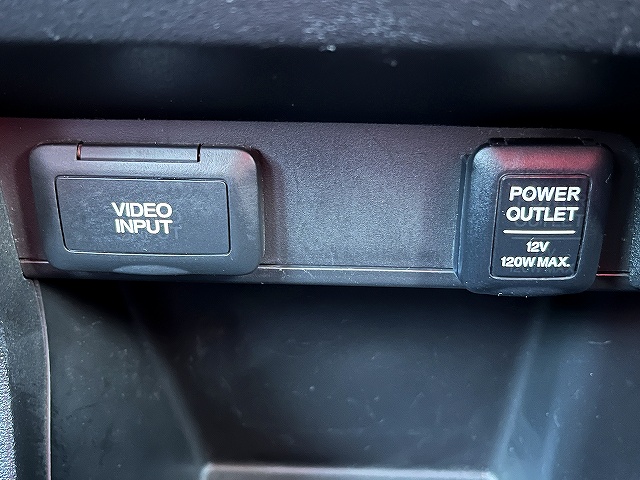 VIDEO
INPUT
POWER
OUTLET
12V
120W MAX.